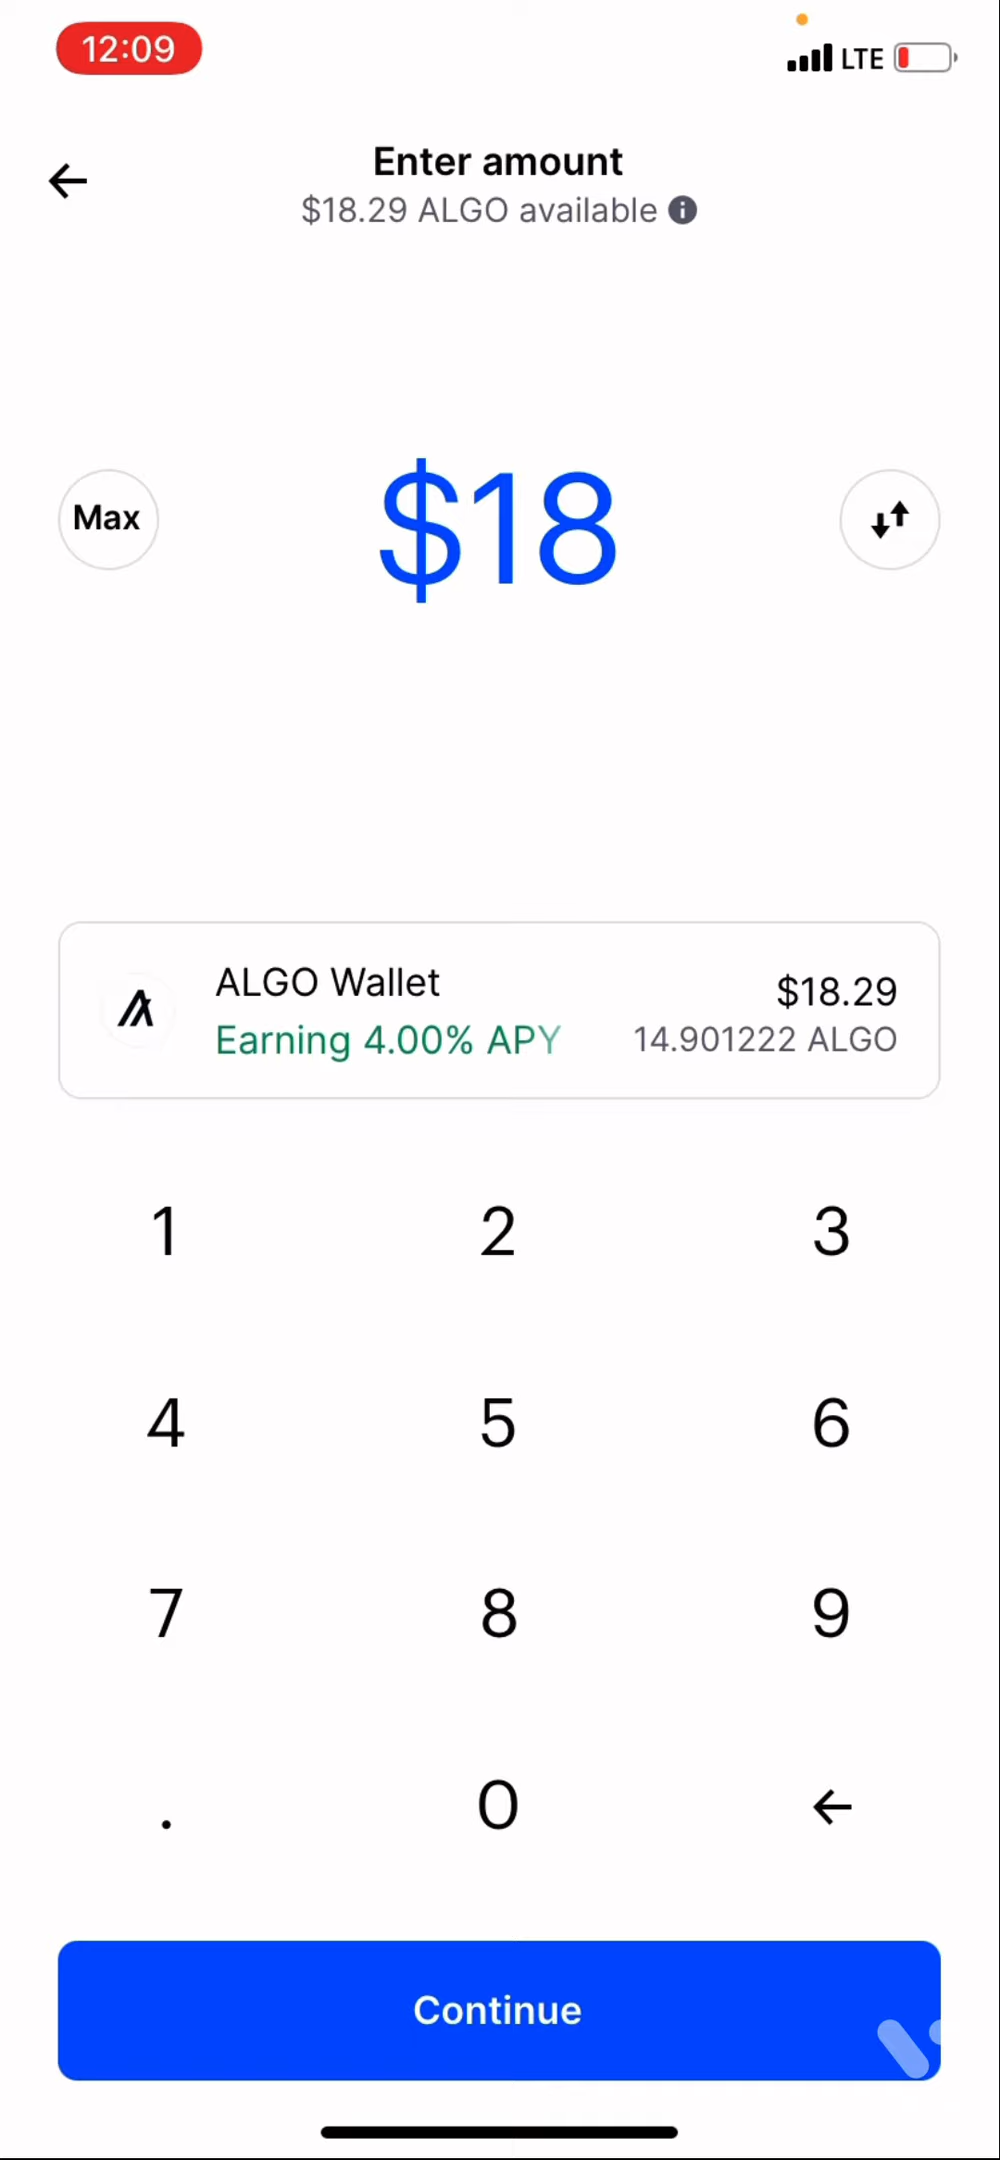 12:09
LTE
Enter amount
$18.29 ALGO available
Max
$18
ALGO Wallet
$18.29
Earning 4.00% APY
14.901222 ALGO
1 2 3
4 5 6
7 8 9
. 0
Continue